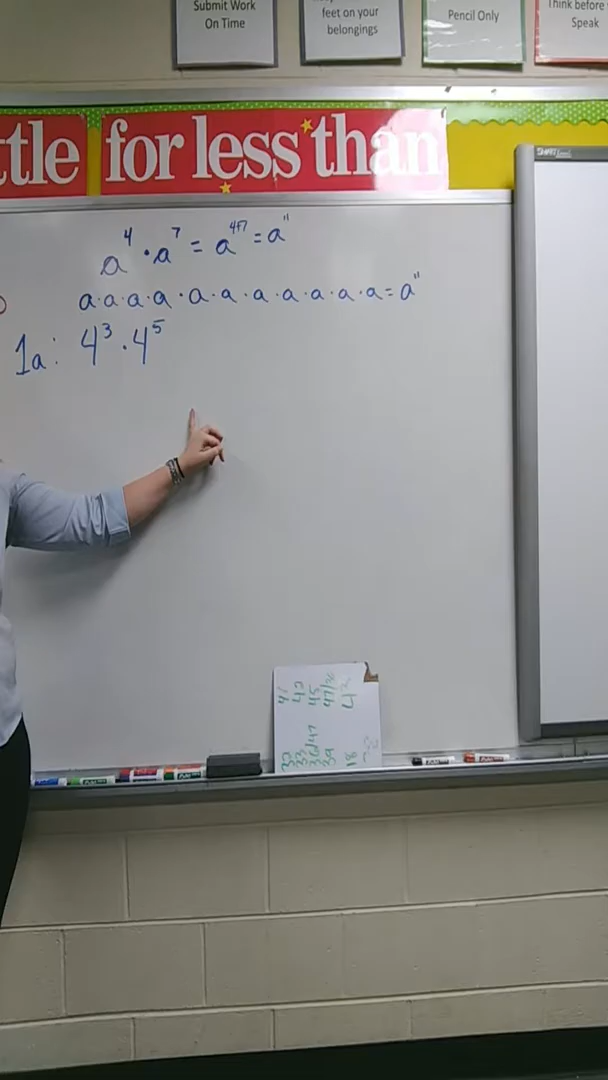 Submit Work
On Time
feet on your
belongings
Pencil Only
Think before
Speak
ttle for less than
SMART
a⁴ · a⁷ = a⁴⁺⁷ = a¹¹
a·a·a·a·a·a·a·a·a·a·a = a¹¹
1a: 4³ · 4⁵